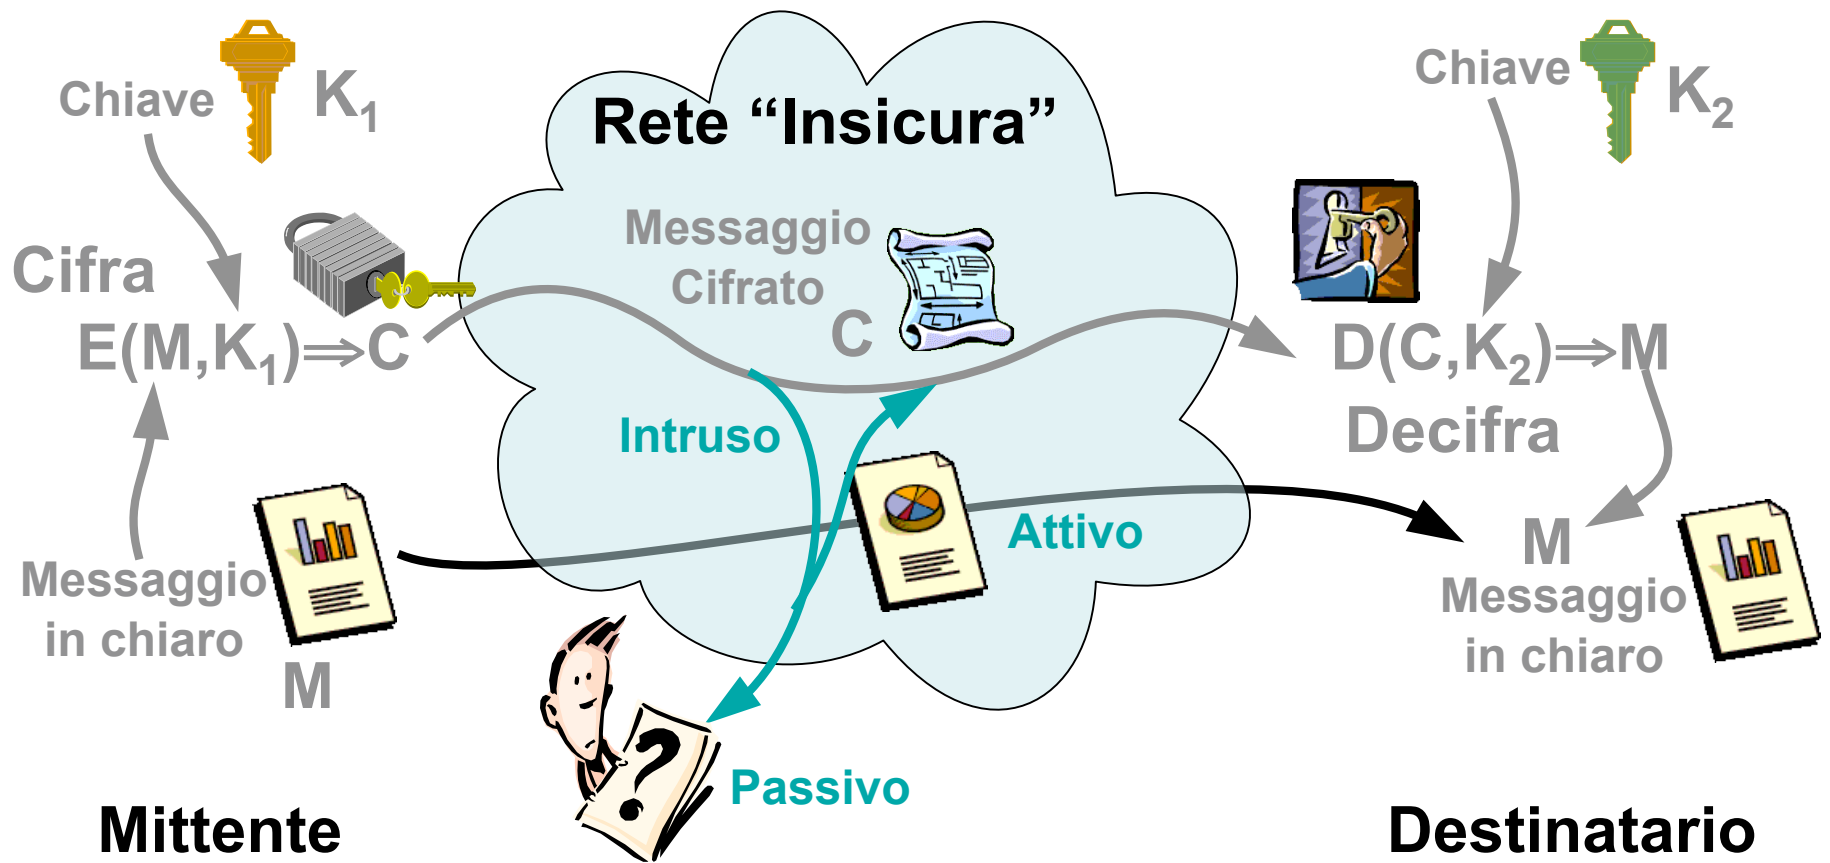 Chiave
K1
Cifra
E(M,K1)⇒C
Messaggio
in chiaro
M
Mittente
Rete “Insicura”
Messaggio
Cifrato
C
Intruso
Attivo
?
Passivo
Chiave
K2
D(C,K2)⇒M
Decifra
M
Messaggio
in chiaro
Destinatario